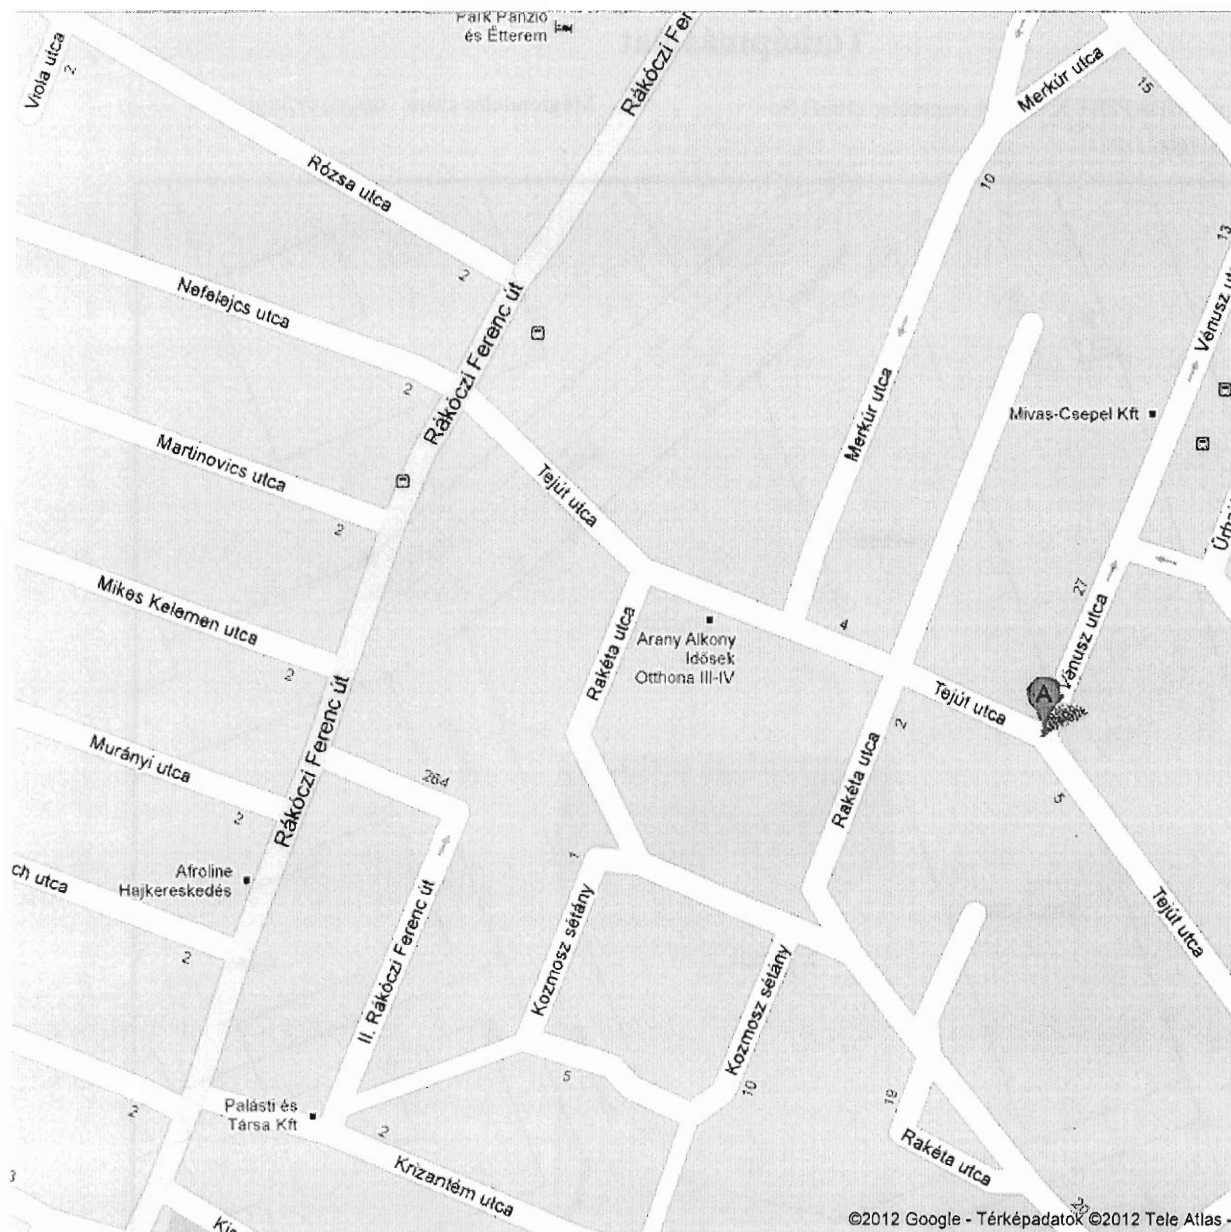 Park Panzió
és Étterem
Rákóczi Fer
Viola utca
2
Merkúr utca
15
10
Rózsa utca
2
13
Nefelejcs utca
2
Rákóczi Ferenc út
Vénusz ut
Merkúr utca
Mivas-Csepel Kft
Martinovics utca
2
Tejút utca
Mikes Kelemen utca
2
Rakéta utca
Arany Alkony
Idősek
Otthona III-IV
4
27
Vénusz utca
A
Tejút utca
2
Rakéta utca
5
Murányi utca
2
Rákóczi Ferenc út
264
Afroline
Hajkereskedés
ch utca
2
1
Kozmosz sétány
II. Rákóczi Ferenc út
Kozmosz sétány
Tejút utca
5
10
19
Palásti és
Társa Kft
2
2
Krizantém utca
Rakéta utca
20
3
©2012 Google - Térképadatok ©2012 Tele Atlas -